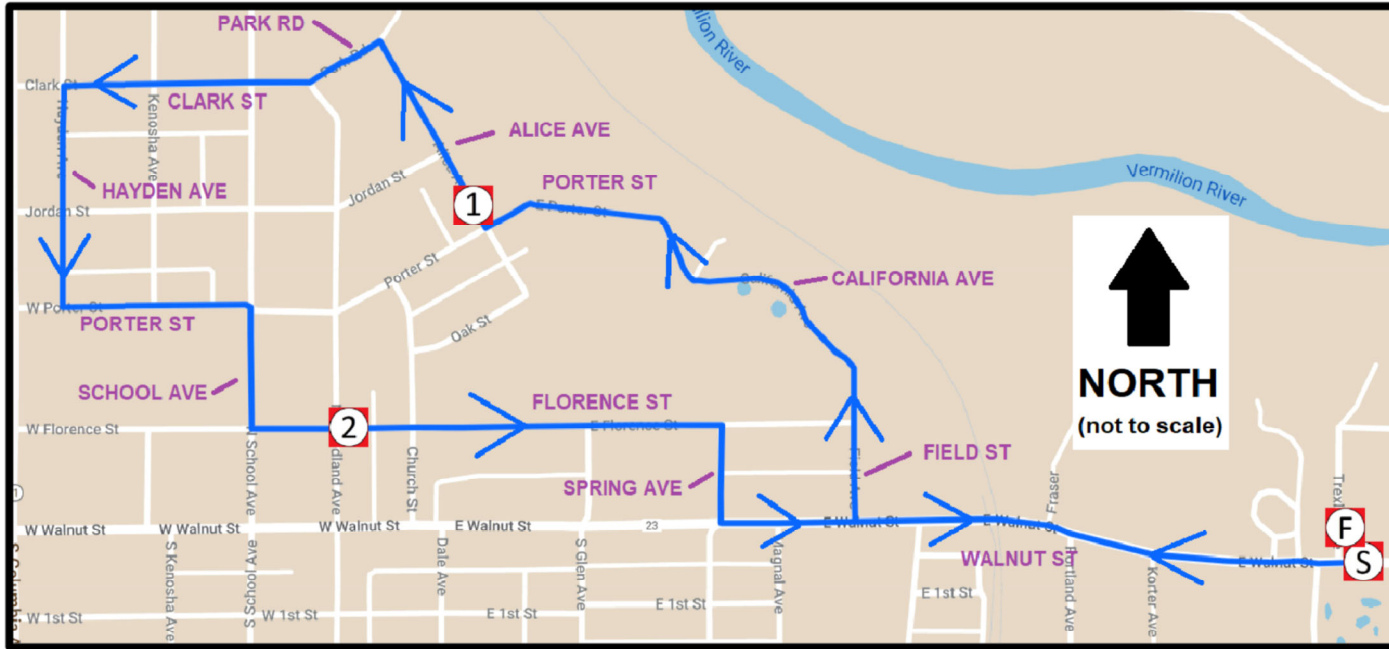 PARK RD
Park Rd
Clark St
CLARK ST
Kenosha Ave
ALICE AVE
HAYDEN AVE
PORTER ST
Jordan St
Jordan St
1
E Porter St
Vermilion River
Vermilion River
CALIFORNIA AVE
NORTH
(not to scale)
W Porter St
PORTER ST
Porter St
Oak St
SCHOOL AVE
FLORENCE ST
W Florence St
2
E Florence St
FIELD ST
SPRING AVE
N School Ave
Church St
W Walnut St
W Walnut St
W Walnut St
E Walnut St
23
E Walnut St
E Walnut St
Fraser
F
S
WALNUT ST
E Walnut St
S Kenosha Ave
S School Ave
Dale Ave
S Glen Ave
Magnal Ave
Portland Ave
Korter Ave
W 1st St
W 1st St
E 1st St
E 1st St
E 1st St